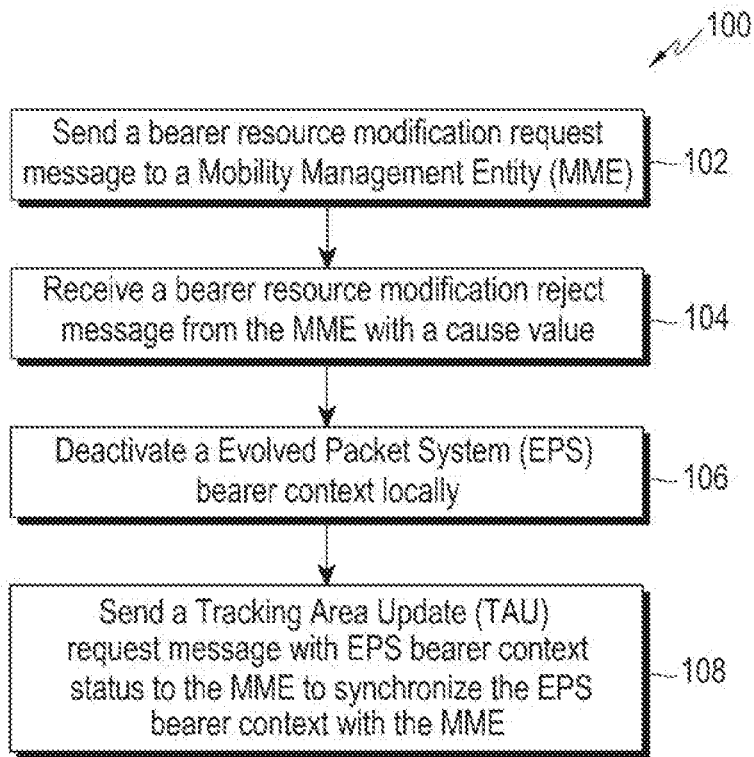 100
Send a bearer resource modification request
message to a Mobility Management Entity (MME)
102
Receive a bearer resource modification reject
message from the MME with a cause value
104
Deactivate a Evolved Packet System (EPS)
bearer context locally
106
Send a Tracking Area Update (TAU)
request message with EPS bearer context
status to the MME to synchronize the EPS
bearer context with the MME
108